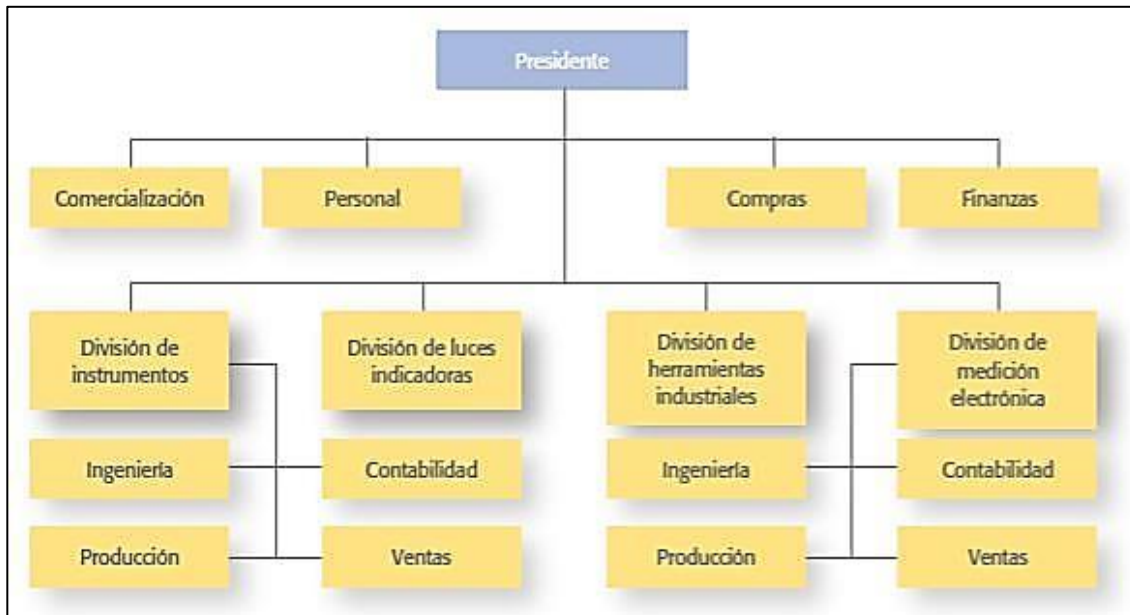 Presidente
Comercialización
Personal
Compras
Finanzas
División de
instrumentos
División de luces
indicadoras
División de
herramientas
industriales
División de
medición
electrónica
Ingeniería
Contabilidad
Ingeniería
Contabilidad
Producción
Ventas
Producción
Ventas